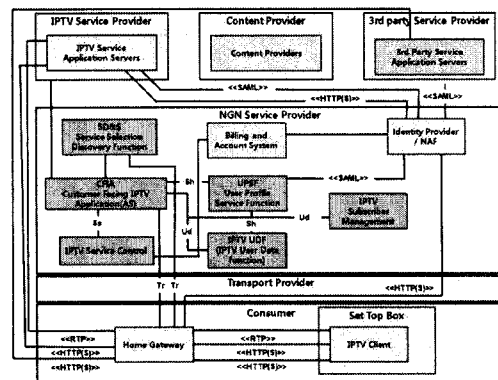 IPTV Service Provider
Content Provider
3rd party Service Provider
IPTV Service
Application Servers
Content Providers
3rd Party Service
Application Servers
<<SAML>>
<<HTTP(S)>>
<<SAML>>
NGN Service Provider
Service Selection
Discovery Function
Billing and
Account System
Identity Provider
/ NAF
CFIA
Customer Facing IPTV
Application(AS)
Sh
UPSF
User Profile
Service Function
<<SAML>>
IPTV
Subscriber
Management
Ss
Ud
Sh
Ud
IPTV Service Control
IPTV UDF
(IPTV User Data
Function)
Tr
Tr
Transport Provider
<<HTTP(S)>>
Consumer
Set Top Box
<<RTP>>
<<HTTP(S)>>
<<HTTP(S)>>
Home Gateway
<<RTP>>
<<HTTP(S)>>
<<HTTP(S)>>
IPTV Client